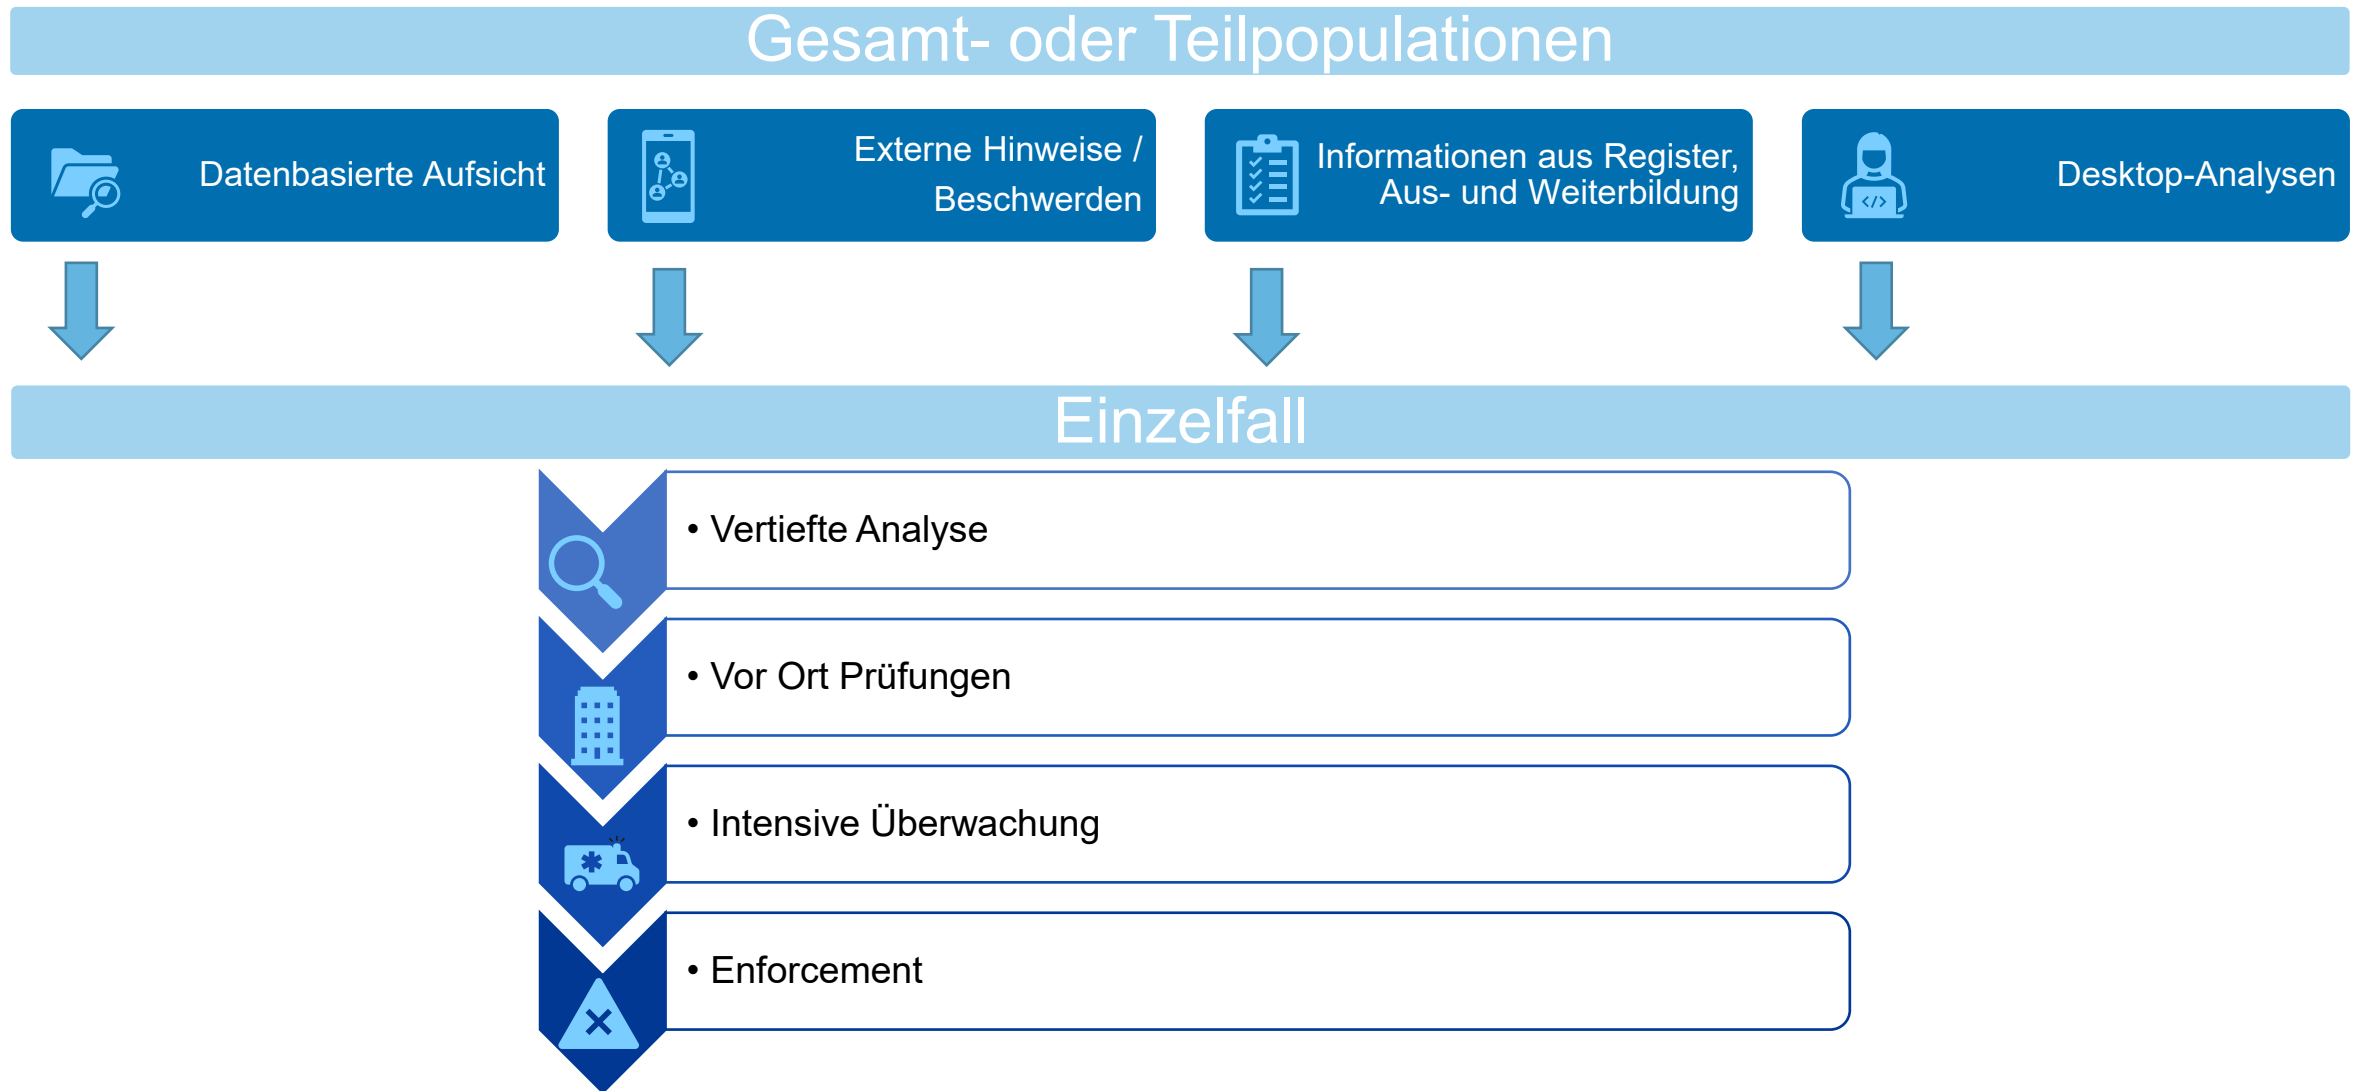 Gesamt- oder Teilpopulationen
Datenbasierte Aufsicht
Externe Hinweise /
Beschwerden
Informationen aus Register,
Aus- und Weiterbildung
Desktop-Analysen
Einzelfall
• Vertiefte Analyse
• Vor Ort Prüfungen
• Intensive Überwachung
• Enforcement